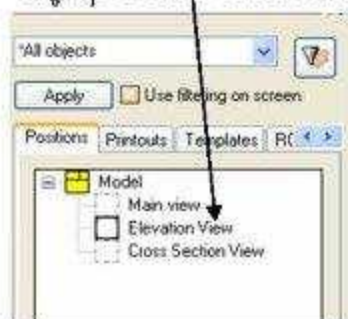 *All objects
Apply Use filtering on screen
Positions Printouts Templates
Model
Main view
Elevation View
Cross Section View